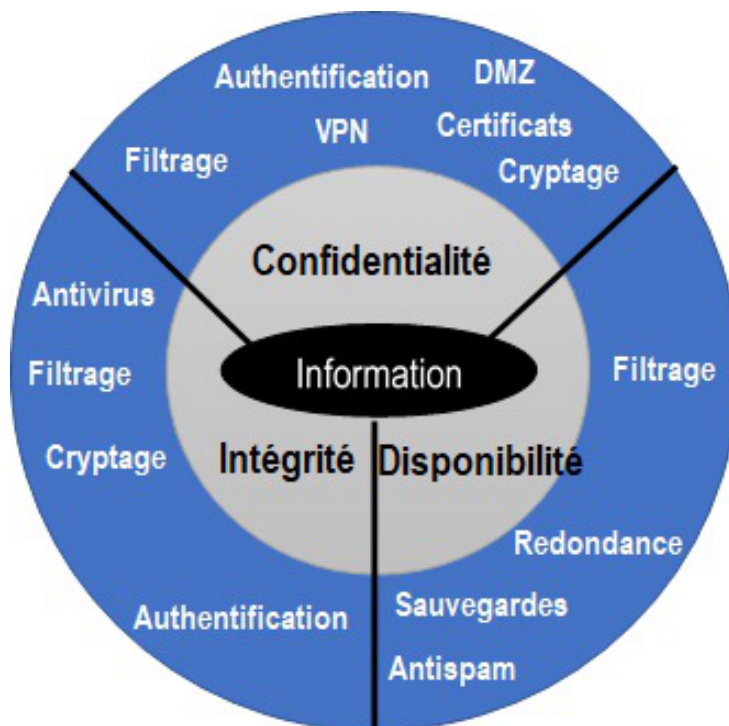 Authentification
DMZ
VPN
Certificats
Filtrage
Cryptage
Confidentialité
Antivirus
Information
Filtrage
Filtrage
Cryptage
Intégrité
Disponibilité
Redondance
Authentification
Sauvegardes
Antispam